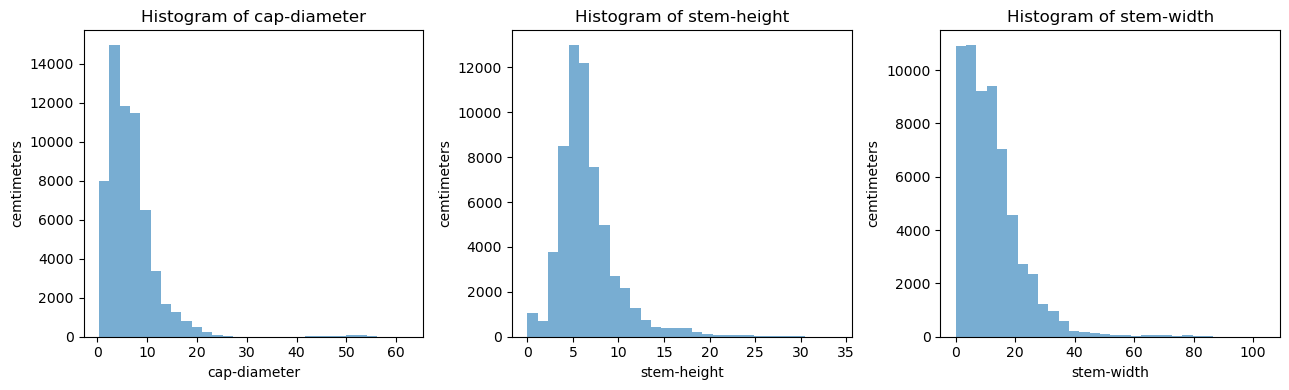 Histogram of cap-diameter
14000
12000
10000
8000
6000
4000
2000
0
cemtimeters
0 10 20 30 40 50 60
cap-diameter
Histogram of stem-height
12000
10000
8000
6000
4000
2000
0
cemtimeters
0 5 10 15 20 25 30 35
stem-height
Histogram of stem-width
10000
8000
6000
4000
2000
0
cemtimeters
0 20 40 60 80 100
stem-width